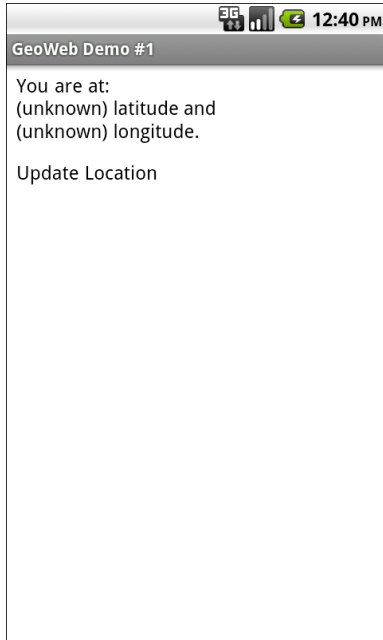 3G 12:40 PM
GeoWeb Demo #1
You are at:
(unknown) latitude and
(unknown) longitude.
Update Location